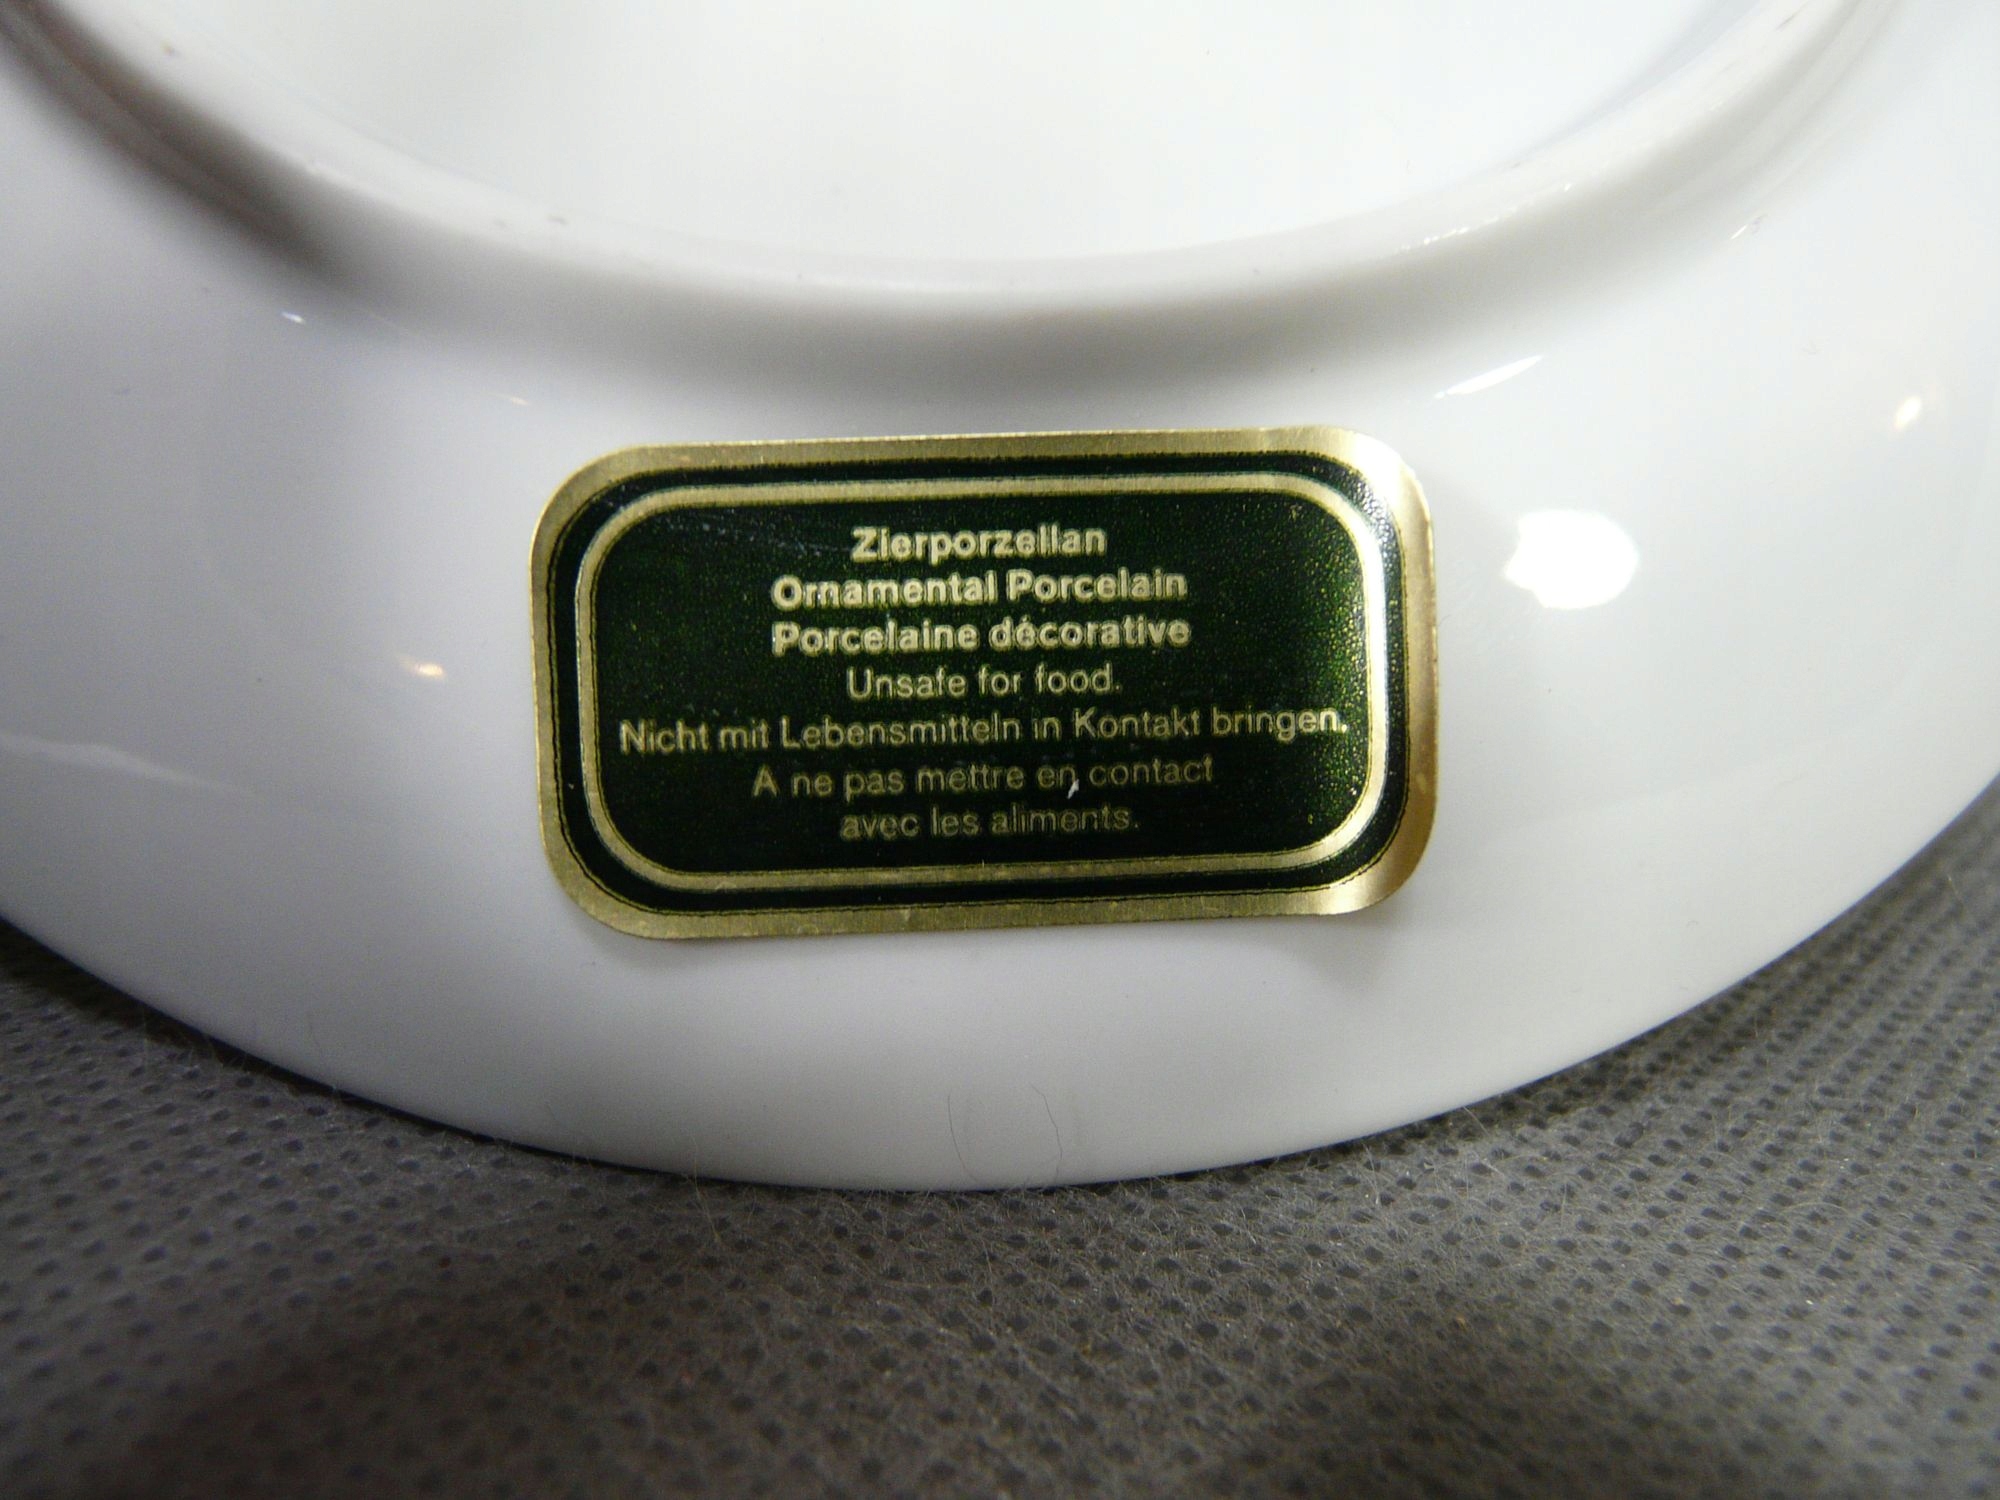 Zierporzellan
Ornamental Porcelain
Porcelaine décorative
Unsafe for food.
Nicht mit Lebensmitteln in Kontakt bringen.
A ne pas mettre en contact
avec les aliments.